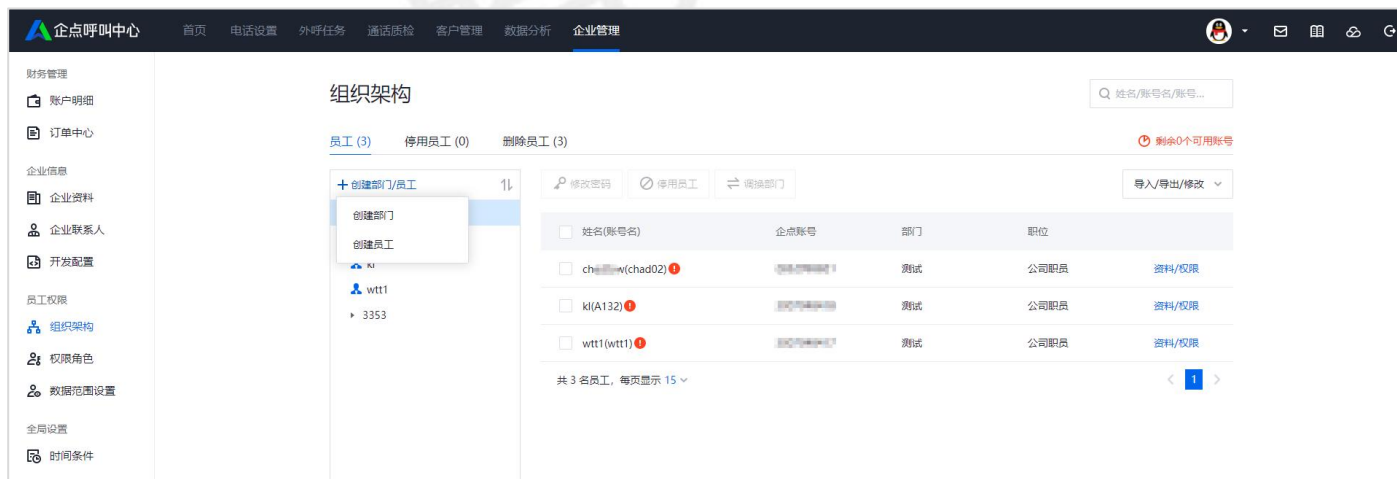 企点呼叫中心 首页 电话设置 外呼任务 通话质检 客户管理 数据分析 企业管理
财务管理
账户明细
订单中心
企业信息
企业资料
企业联系人
开发配置
员工权限
组织架构
权限角色
数据范围设置
全局设置
时间条件
组织架构
姓名/账号名/账号...
员工 (3) 停用员工 (0) 删除员工 (3)
剩余0个可用账号
创建部门/员工
创建部门
创建员工
kl
wtt1
3353
修改密码 停用员工 调换部门
导入/导出/修改
姓名(账号名) 企点账号 部门 职位
w(chad02) 测试 公司职员 资料/权限
kl(A132) 测试 公司职员 资料/权限
wtt1(wtt1) 测试 公司职员 资料/权限
共 3 名员工，每页显示 15
1